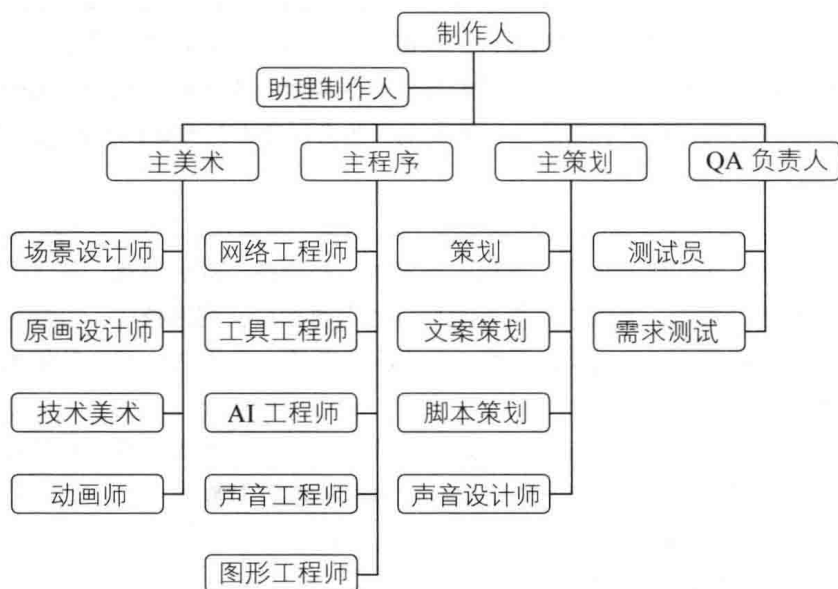 制作人
助理制作人
主美术
主程序
主策划
QA 负责人
场景设计师
网络工程师
策划
测试员
原画设计师
工具工程师
文案策划
需求测试
技术美术
AI 工程师
脚本策划
动画师
声音工程师
声音设计师
图形工程师